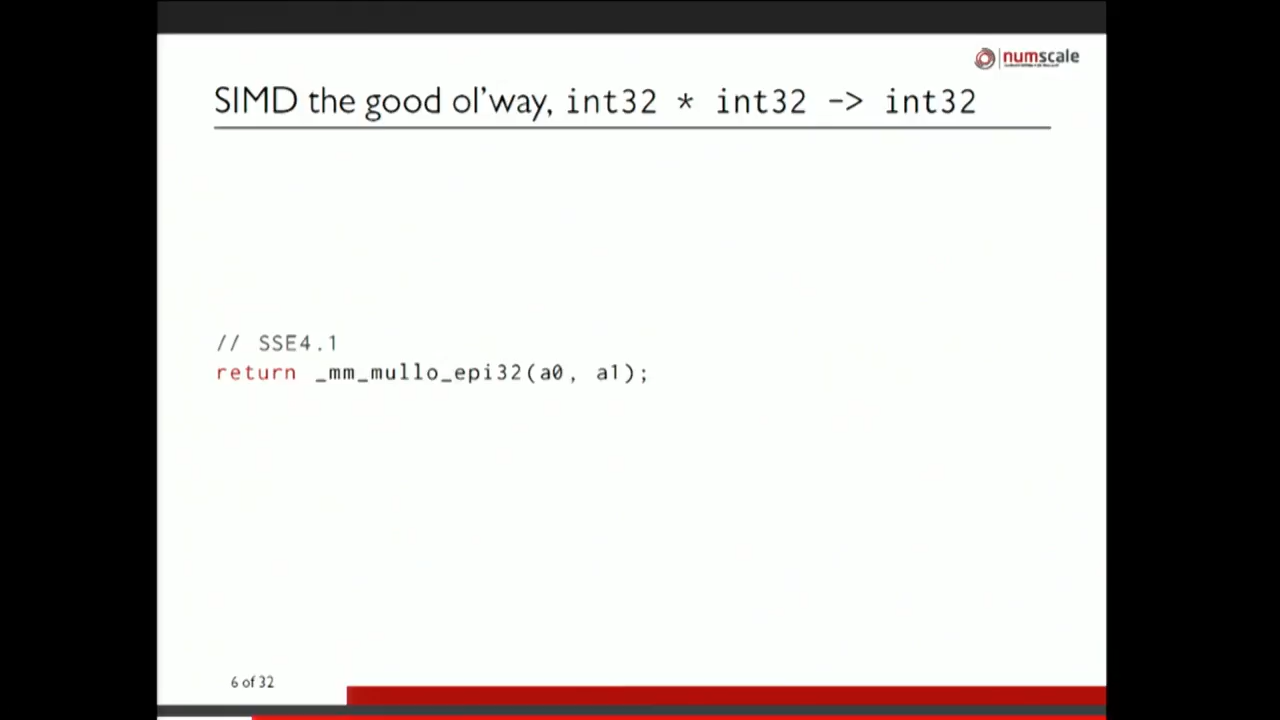 numscale
SIMD the good ol'way, int32 * int32 -> int32
// SSE4.1
return _mm_mullo_epi32(a0, a1);
6 of 32